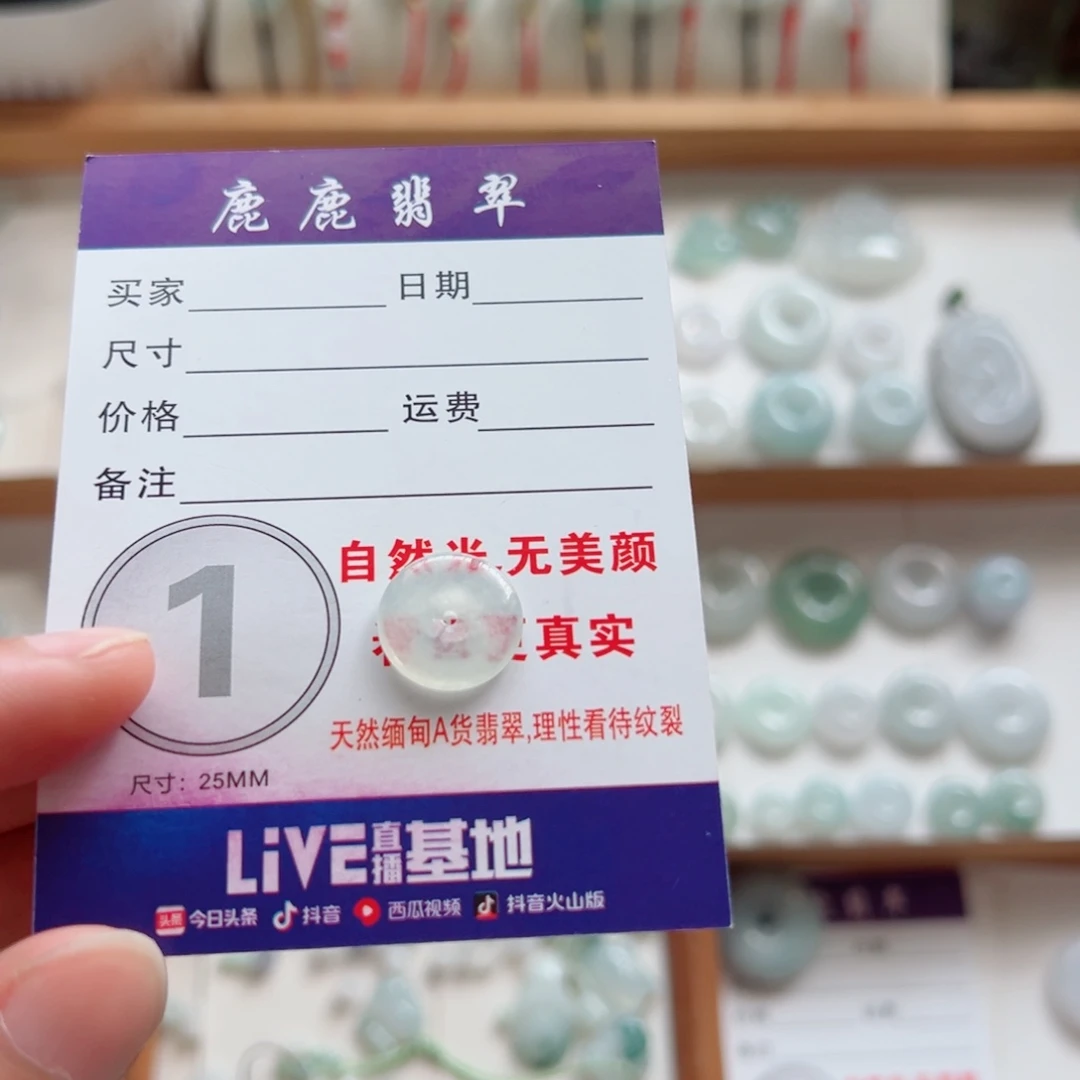 鹿鹿翡翠
买家 日期
尺寸
价格 运费
备注
1
自然光,无美颜
真实
天然缅甸A货翡翠,理性看待纹裂
尺寸：25MM
LiVE直播基地
头条 今日头条 抖音 西瓜视频 抖音火山版